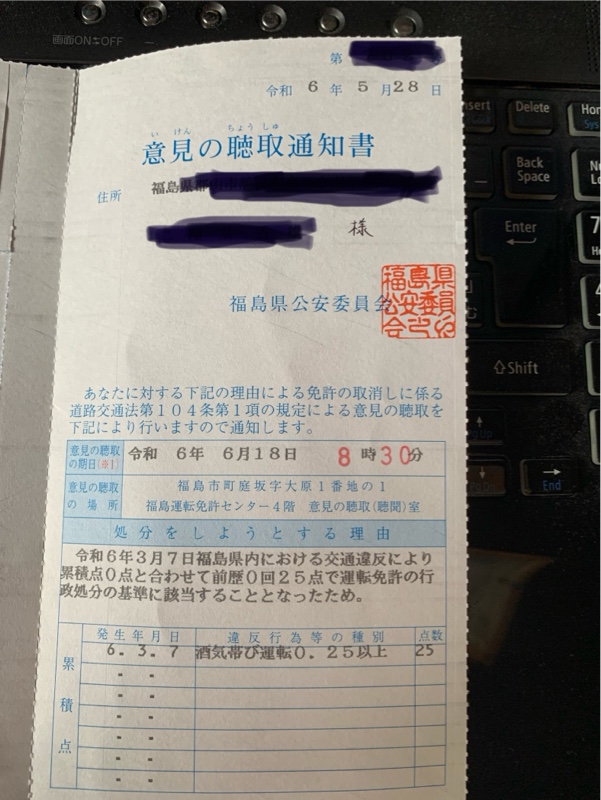 画面ON⇔OFF
第
令和 6 年 5 月 28 日
いけん ちょうしゅ
意見の聴取通知書
住所 福島県
様
福島県公安委員会
福島県公安委員会
あなたに対する下記の理由による免許の取消しに係る
道路交通法第104条第1項の規定による意見の聴取を
下記により行いますので通知します。
意見の聴取の期日(※1) 令和 6年 6月18日 8時30分
意見の聴取の場所 福島市町庭坂字大原1番地の1
福島運転免許センター4階 意見の聴取(聴聞)室
処分をしようとする理由
令和6年3月7日福島県内における交通違反により
累積点0点と合わせて前歴0回25点で運転免許の行
政処分の基準に該当することとなったため。
累積点
発生年月日 違反行為等の種別 点数
6. 3. 7 酒気帯び運転0.25以上 25
Insert
Delete
Back Space
Enter
Shift
End